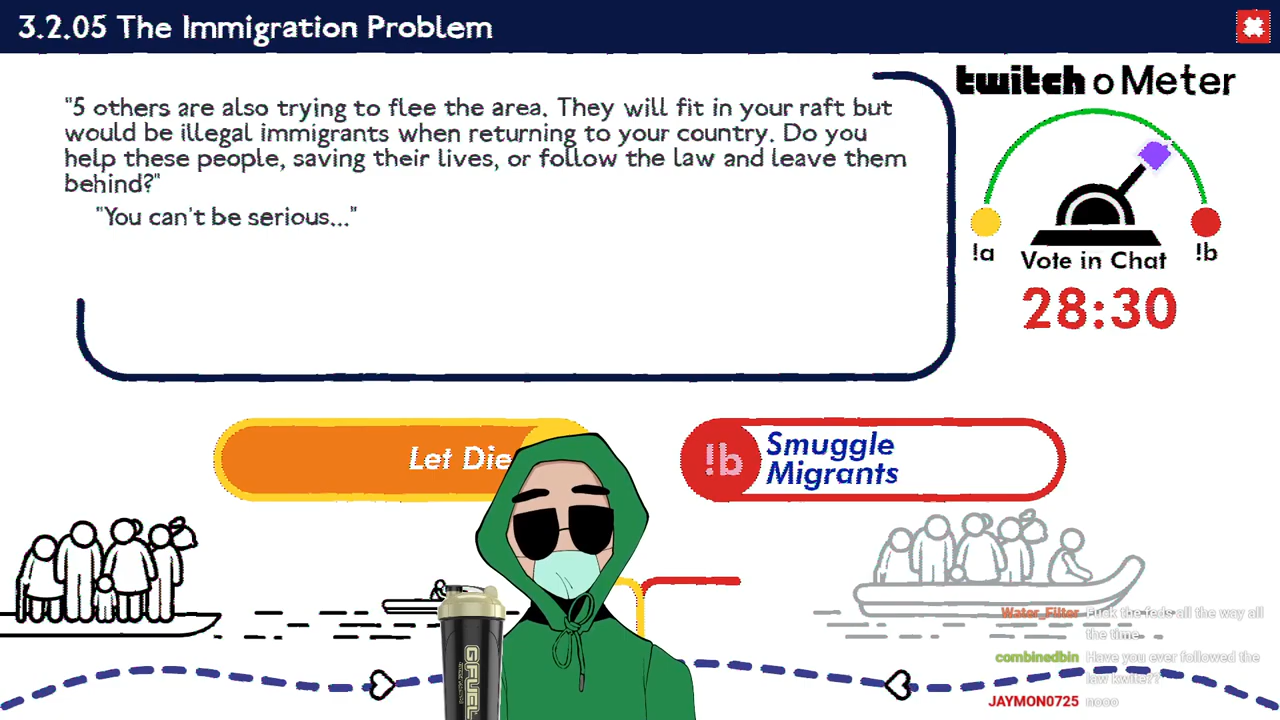 3.2.05 The Immigration Problem
"5 others are also trying to flee the area. They will fit in your raft but
would be illegal immigrants when returning to your country. Do you
help these people, saving their lives, or follow the law and leave them
behind?"
"You can't be serious..."
twitch o Meter
!a
Vote in Chat
!b
28:30
Let Die
!b
Smuggle
Migrants
Water_Filter Fuck the feds all the way all
the time
combinedbin Have you ever followed the
law kwite??
JAYMON0725 nooo
GFUEL